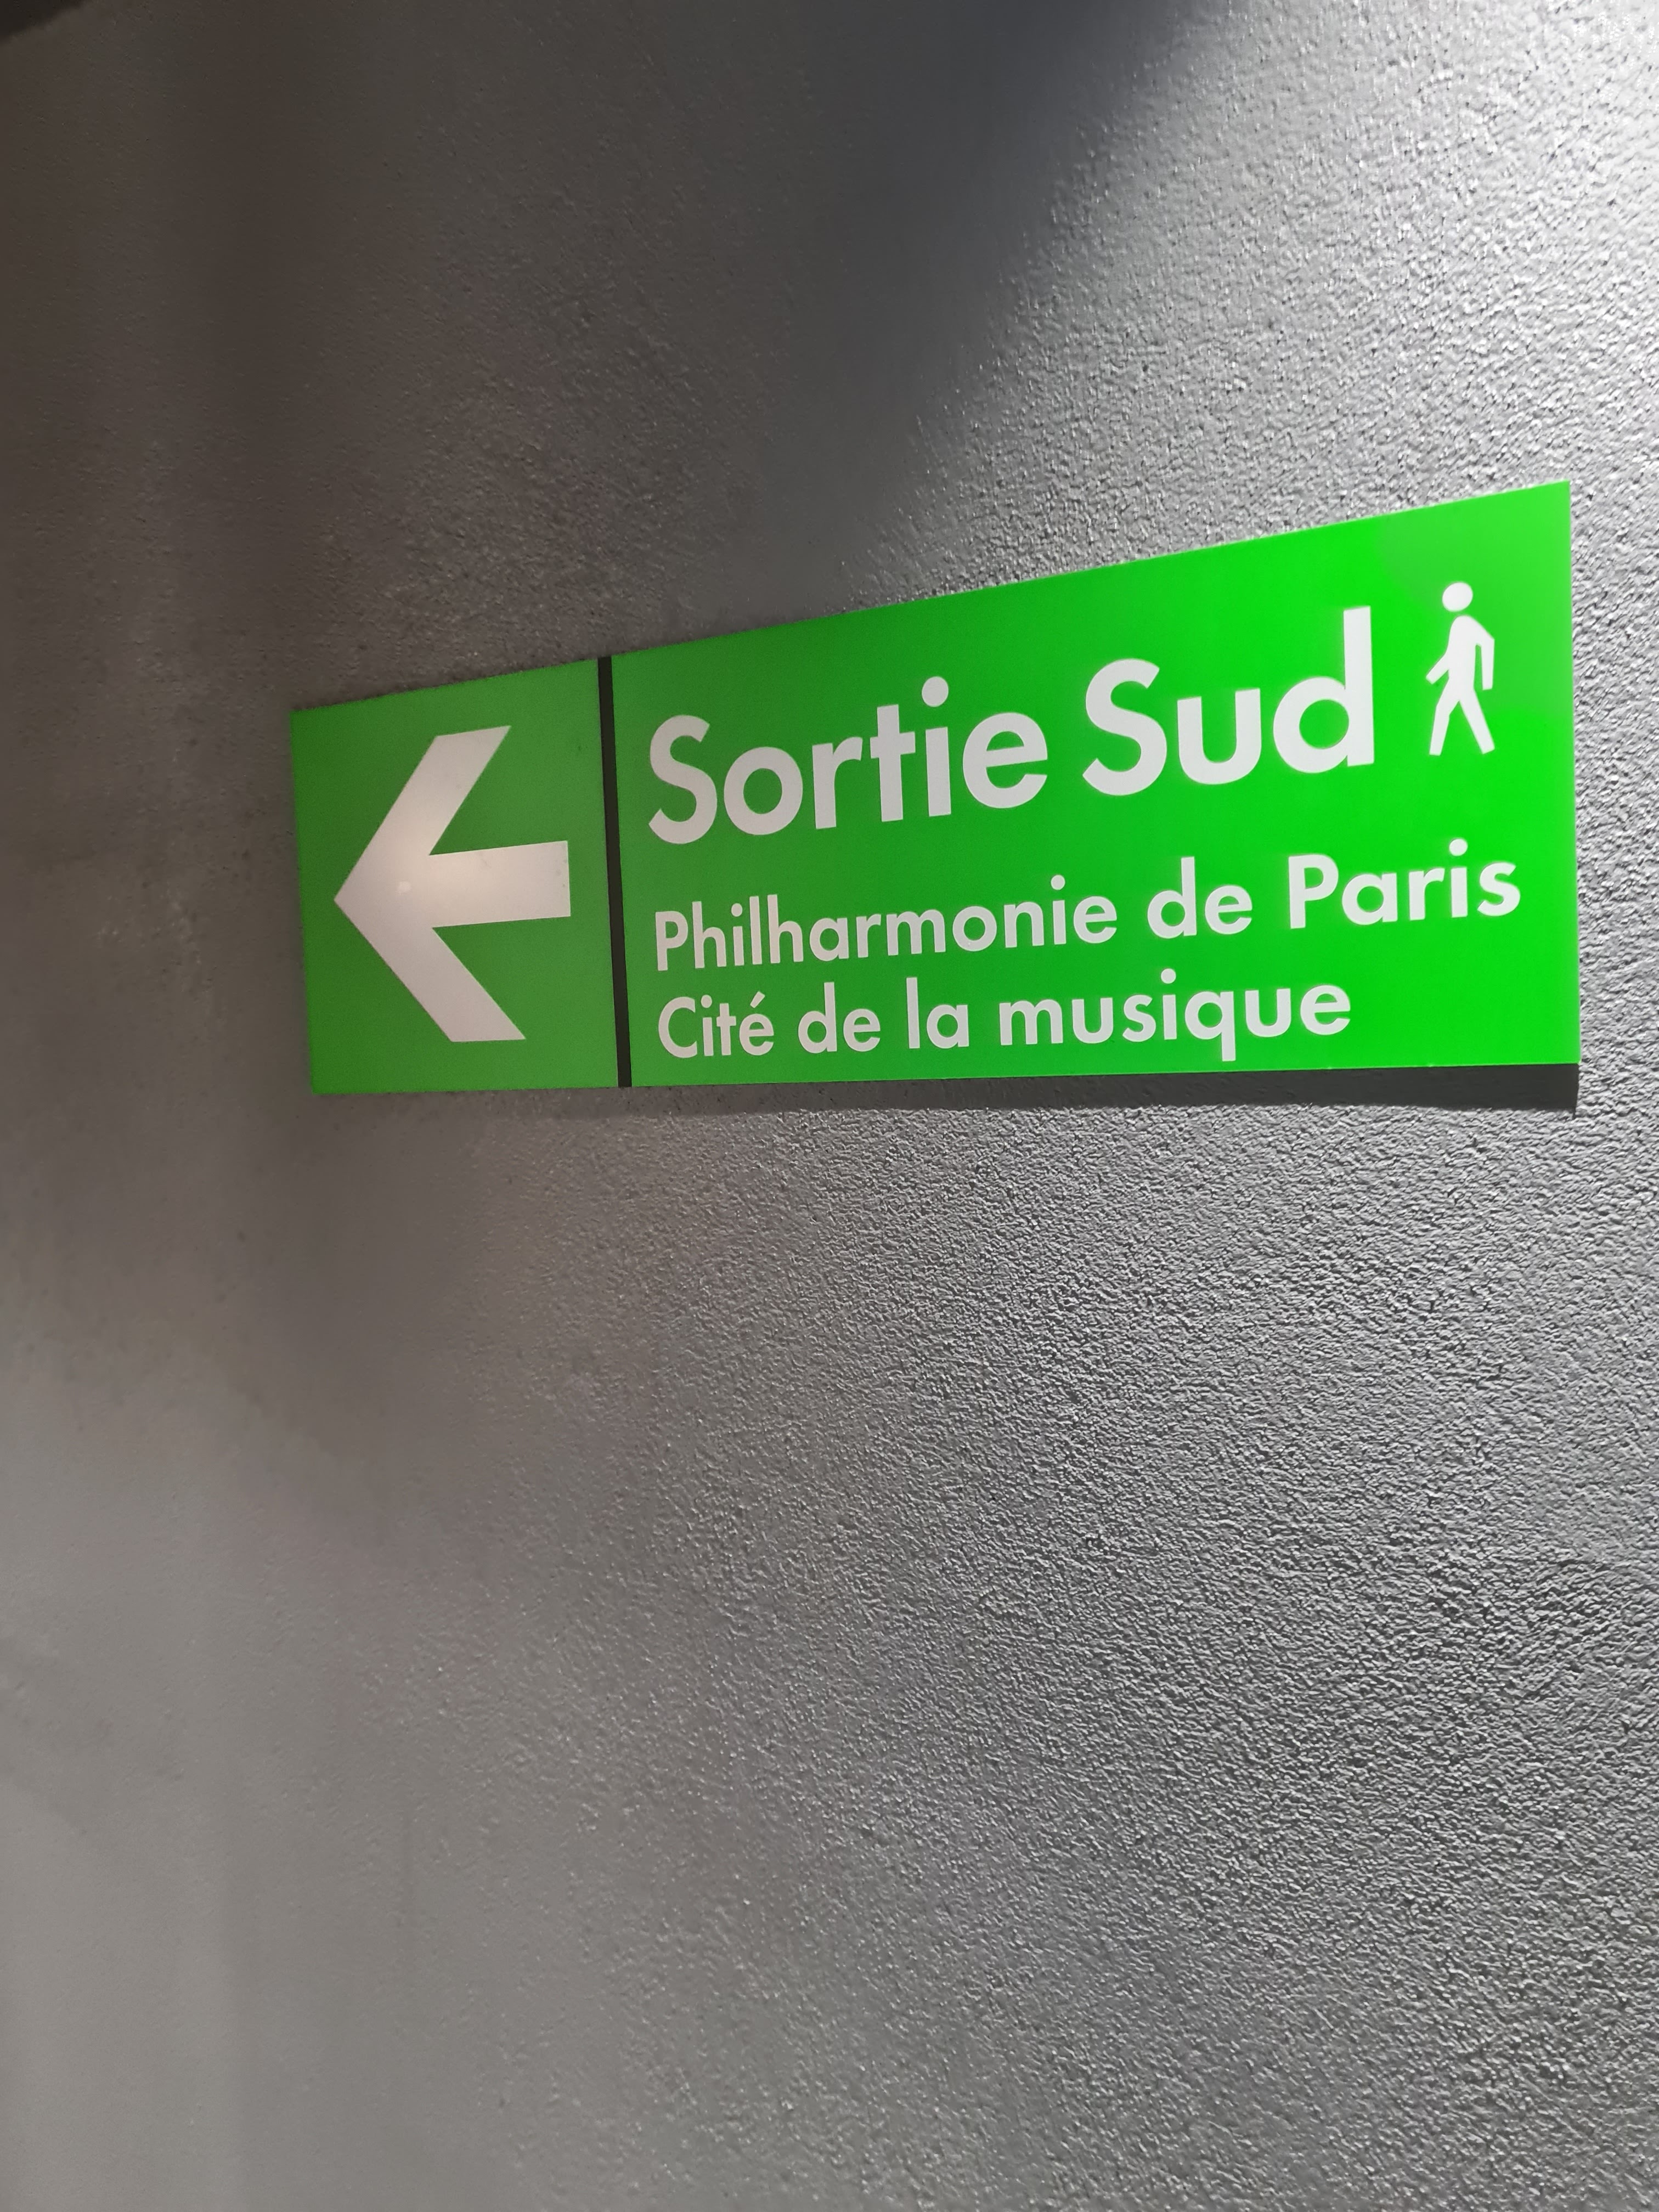 Sortie Sud
Philharmonie de Paris
Cité de la musique